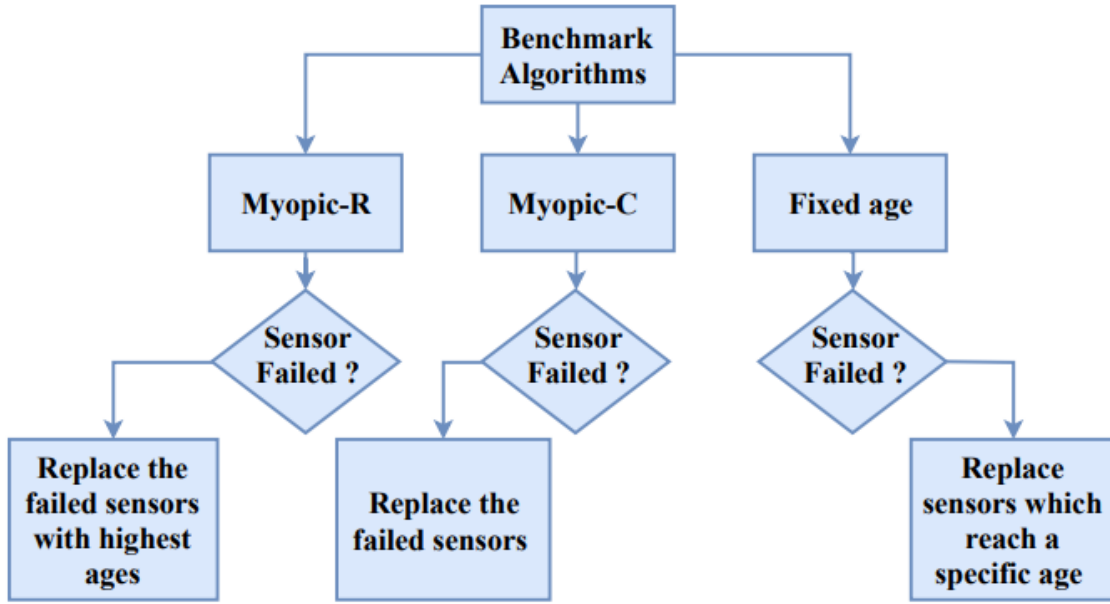 Benchmark
Algorithms
Myopic-R
Myopic-C
Fixed age
Sensor
Failed ?
Sensor
Failed ?
Sensor
Failed ?
Replace the
failed sensors
with highest
ages
Replace the
failed sensors
Replace
sensors which
reach a
specific age